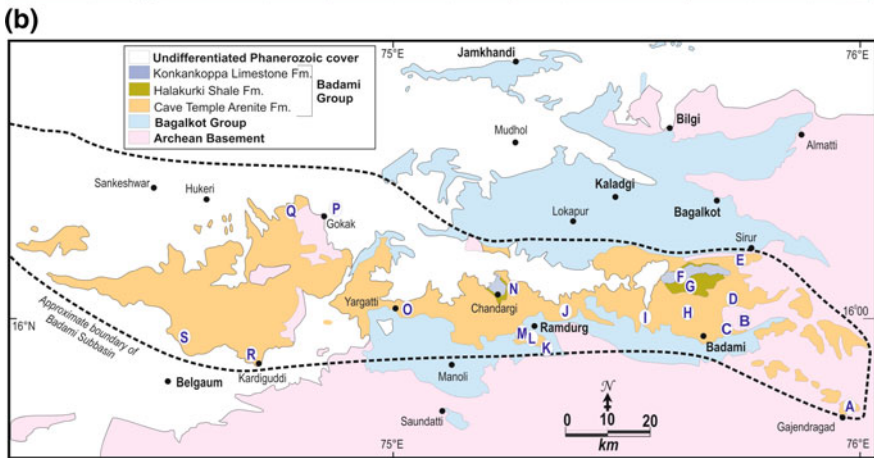 (b)
75°E
76°E
Undifferentiated Phanerozoic cover
Konkankoppa Limestone Fm.
Halakurki Shale Fm.
Cave Temple Arenite Fm.
Badami
Group
Bagalkot Group
Archean Basement
Jamkhandi
Bilgi
Mudhol
Almatti
Sankeshwar
Hukeri
Kaladgi
Bagalkot
Q
P
Gokak
Lokapur
Sirur
E
F
G
N
Chandargi
D
Yargatti
O
J
I
H
B
C
16°N
16°00
Approximate boundary of
Badami Subbasin
S
R
Kardiguddi
M
L
K
Ramdurg
Badami
Belgaum
Manoli
Saundatti
N
0 10 20
km
A
Gajendragad
75°E
76°E